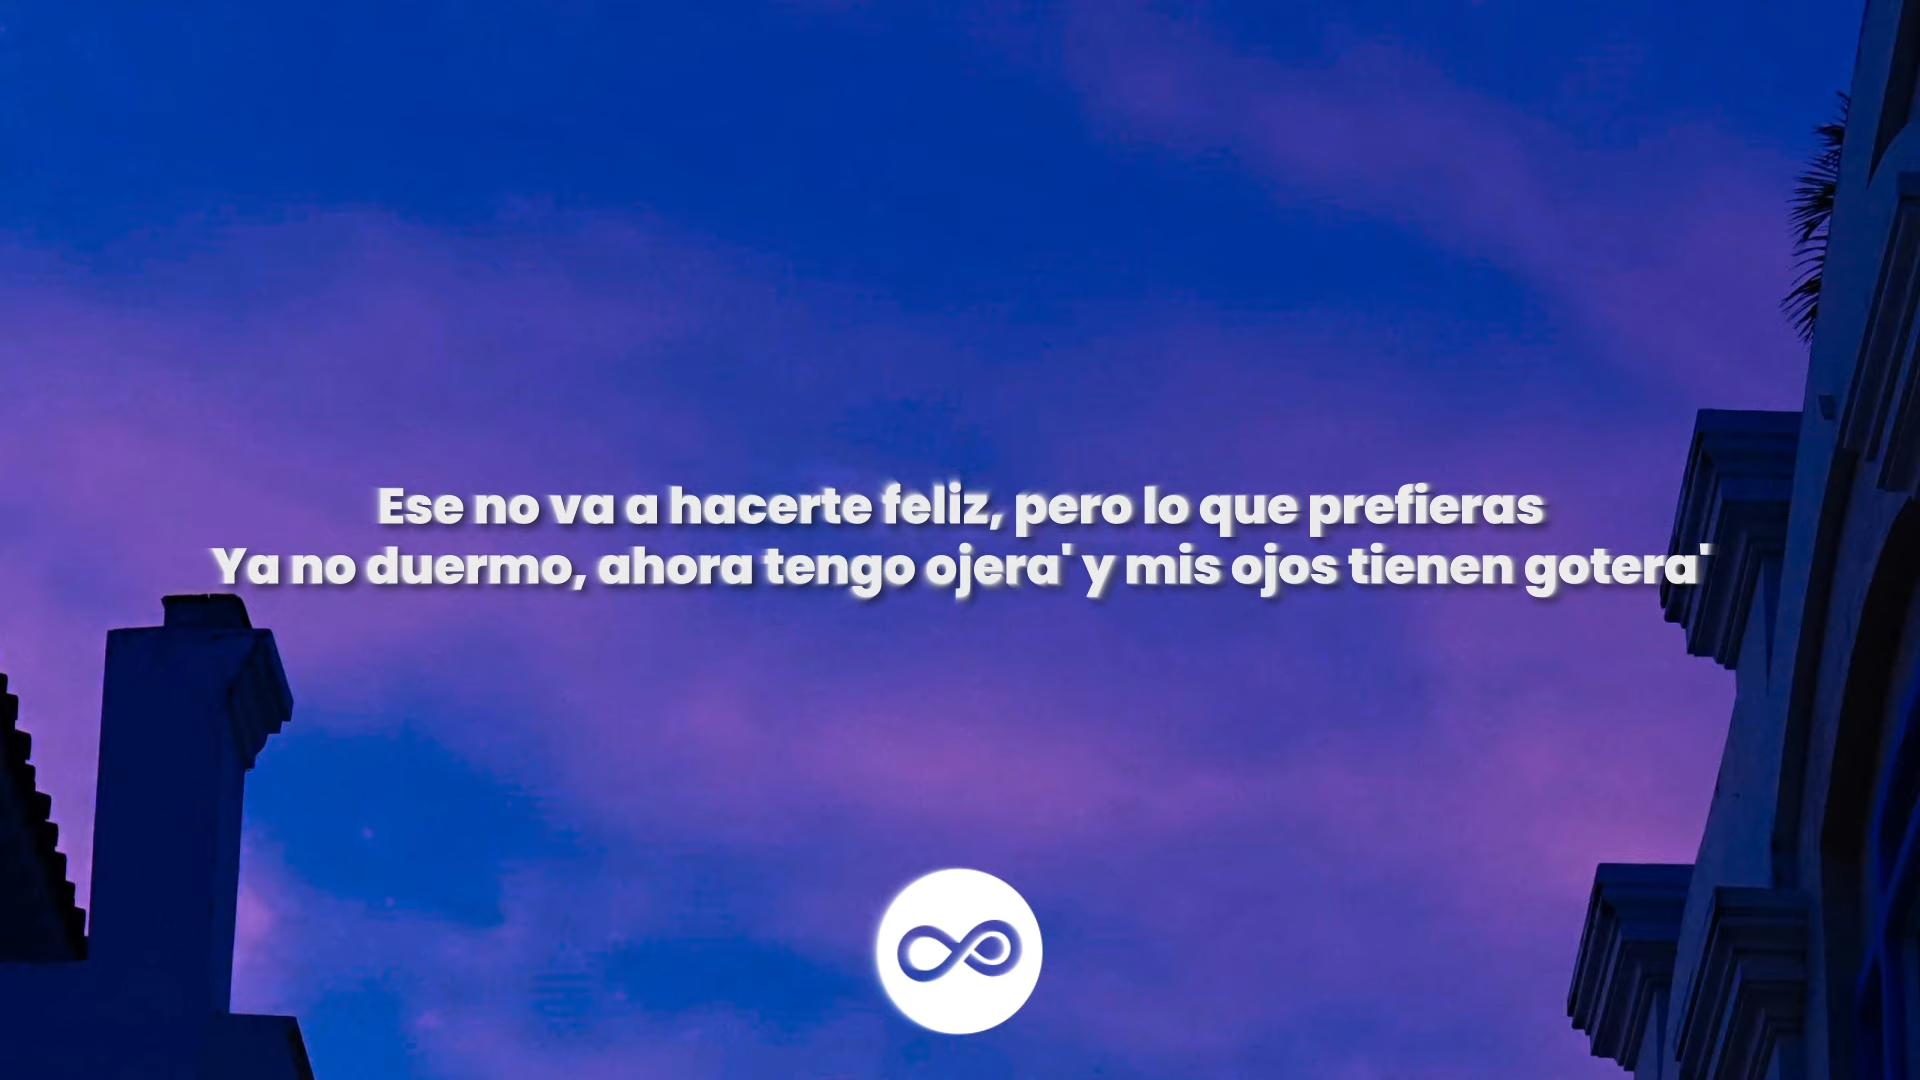 Ese no va a hacerte feliz, pero lo que prefieras
Ya no duermo, ahora tengo ojera' y mis ojos tienen gotera'